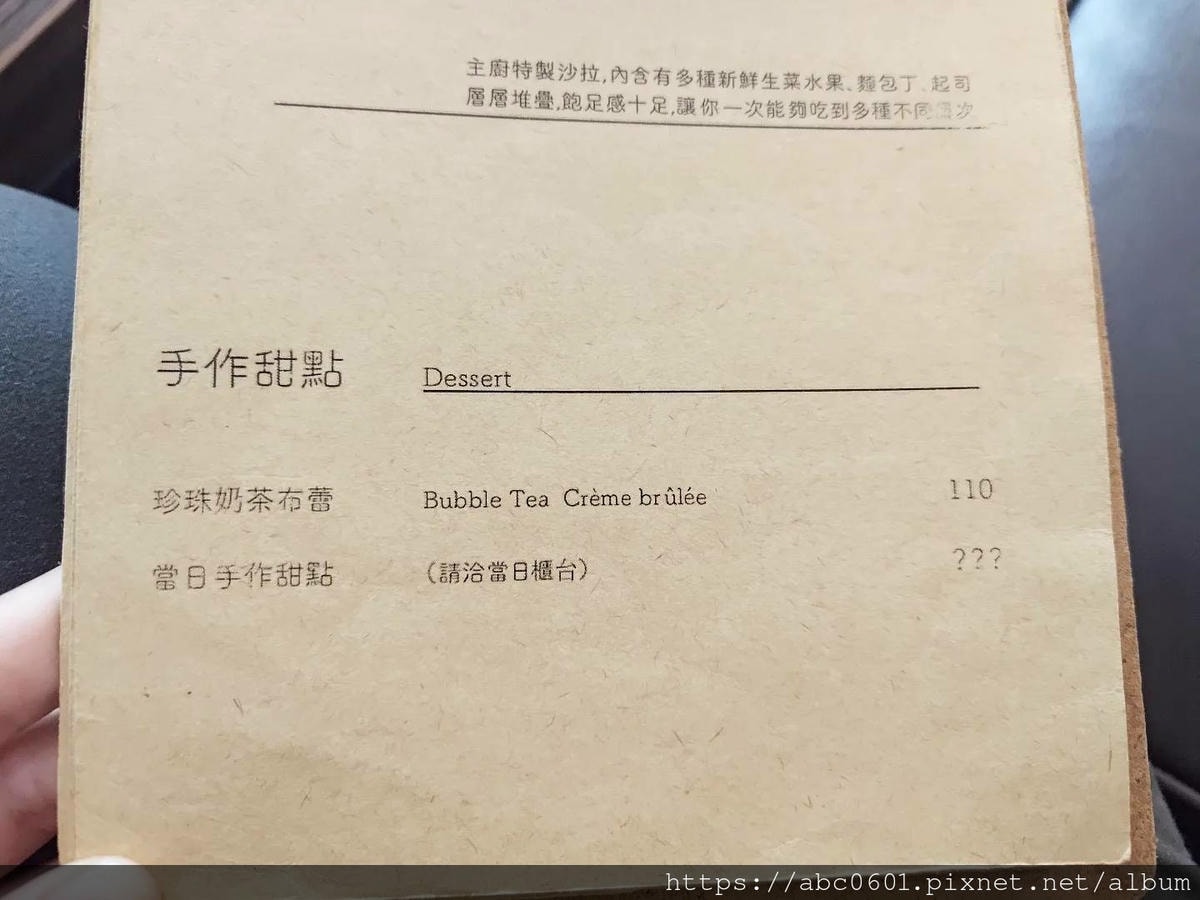 主廚特製沙拉,內含有多種新鮮生菜水果、麵包丁、起司
層層堆疊,飽足感十足,讓你一次能夠吃到多種不同層次
手作甜點 Dessert
珍珠奶茶布蕾 Bubble Tea Crème brûlée 110
當日手作甜點 (請洽當日櫃台) ???
https://abc0601.pixnet.net/album